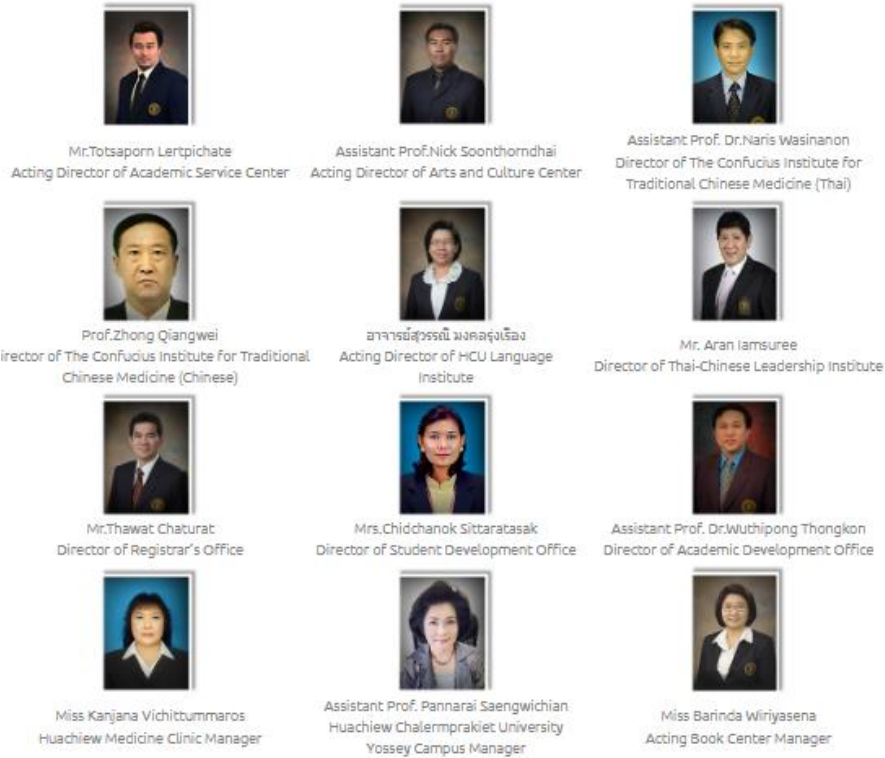 Mr.Totsaporn Lertpichate
Acting Director of Academic Service Center
Assistant Prof.Nick Soonthorndhai
Acting Director of Arts and Culture Center
Assistant Prof. Dr.Naris Wasinanon
Director of The Confucius Institute for
Traditional Chinese Medicine (Thai)
Prof.Zhong Qiangwei
irector of The Confucius Institute for Traditional
Chinese Medicine (Chinese)
อาจารย์สุวรรณี มงคลรุ่งเรือง
Acting Director of HCU Language
Institute
Mr. Aran Iamsuree
Director of Thai-Chinese Leadership Institute
Mr.Thawat Chaturat
Director of Registrar's Office
Mrs.Chidchanok Sittaratasak
Director of Student Development Office
Assistant Prof. Dr.Wuthipong Thongkon
Director of Academic Development Office
Miss Kanjana Vichittummaros
Huachiew Medicine Clinic Manager
Assistant Prof. Pannarai Saengwichian
Huachiew Chalermprakiet University
Yossey Campus Manager
Miss Barinda Wiriyasena
Acting Book Center Manager